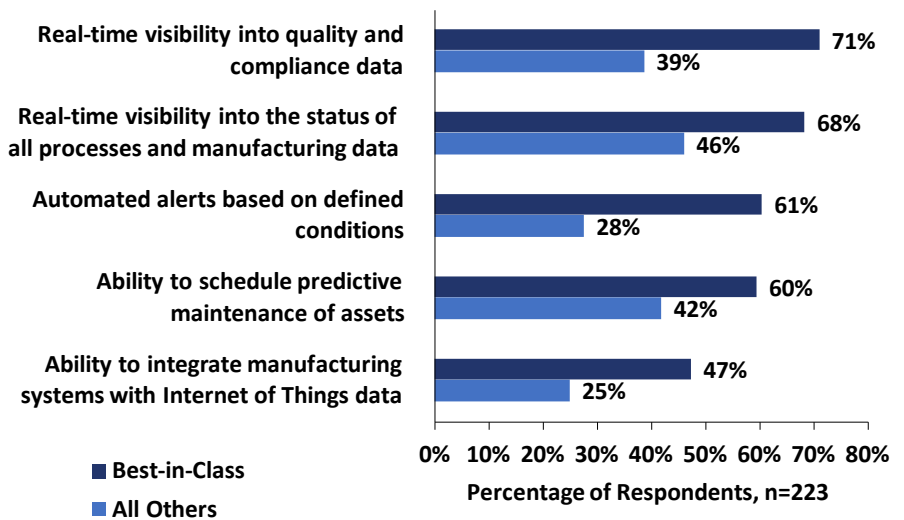 Real-time visibility into quality and
compliance data
71%
39%
Real-time visibility into the status of
all processes and manufacturing data
68%
46%
Automated alerts based on defined
conditions
61%
28%
Ability to schedule predictive
maintenance of assets
60%
42%
Ability to integrate manufacturing
systems with Internet of Things data
47%
25%
0% 10% 20% 30% 40% 50% 60% 70% 80%
Percentage of Respondents, n=223
Best-in-Class
All Others